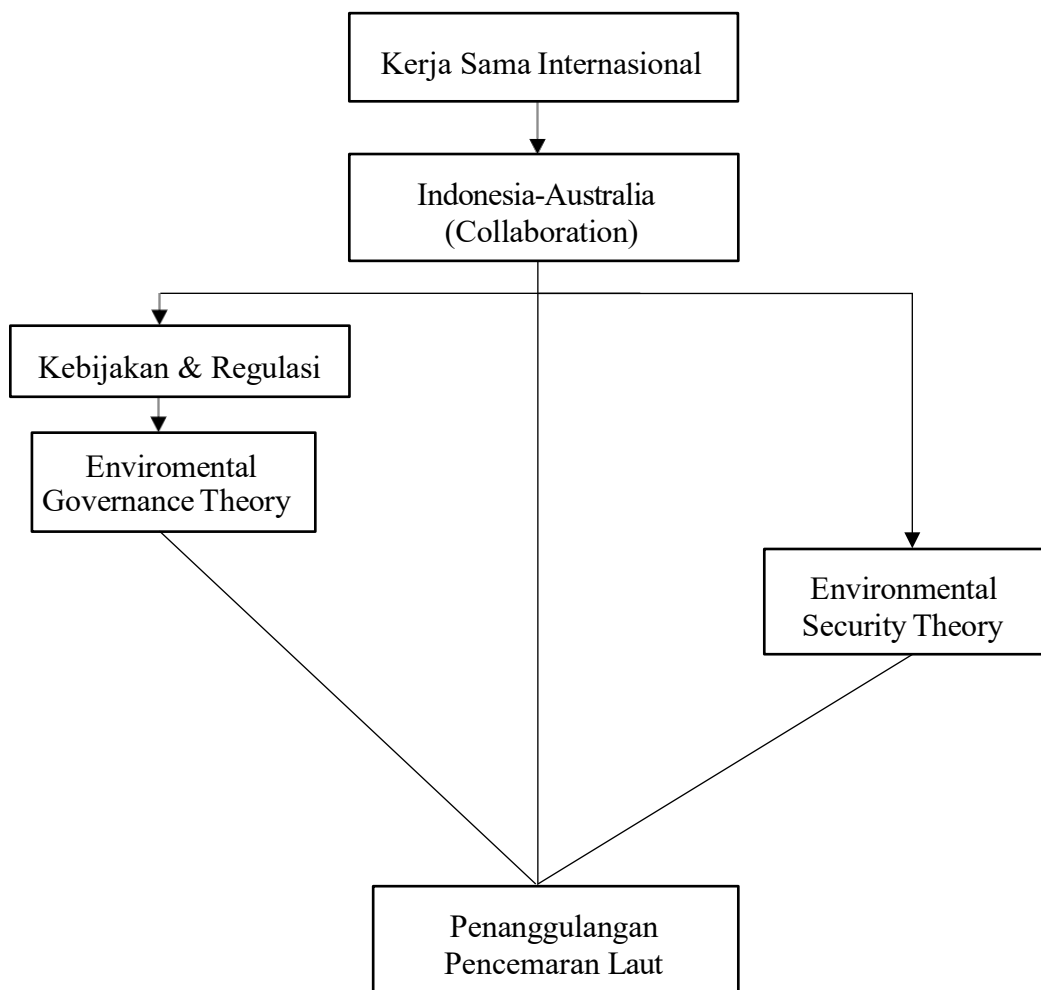 Kerja Sama Internasional
Indonesia-Australia
(Collaboration)
Kebijakan & Regulasi
Enviromental
Governance Theory
Environmental
Security Theory
Penanggulangan
Pencemaran Laut